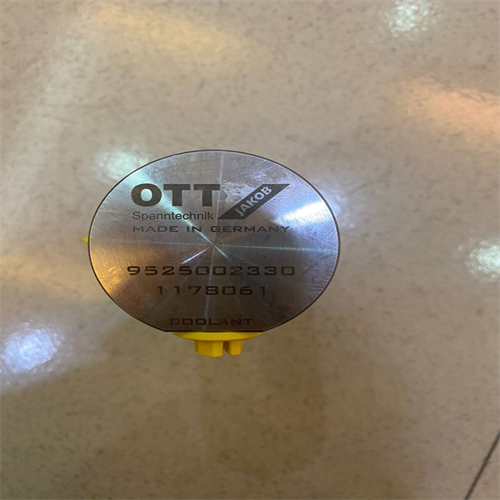 OTT
JAKOB
Spanntechnik
MADE IN GERMANY
9525002330
1178061
COOLANT